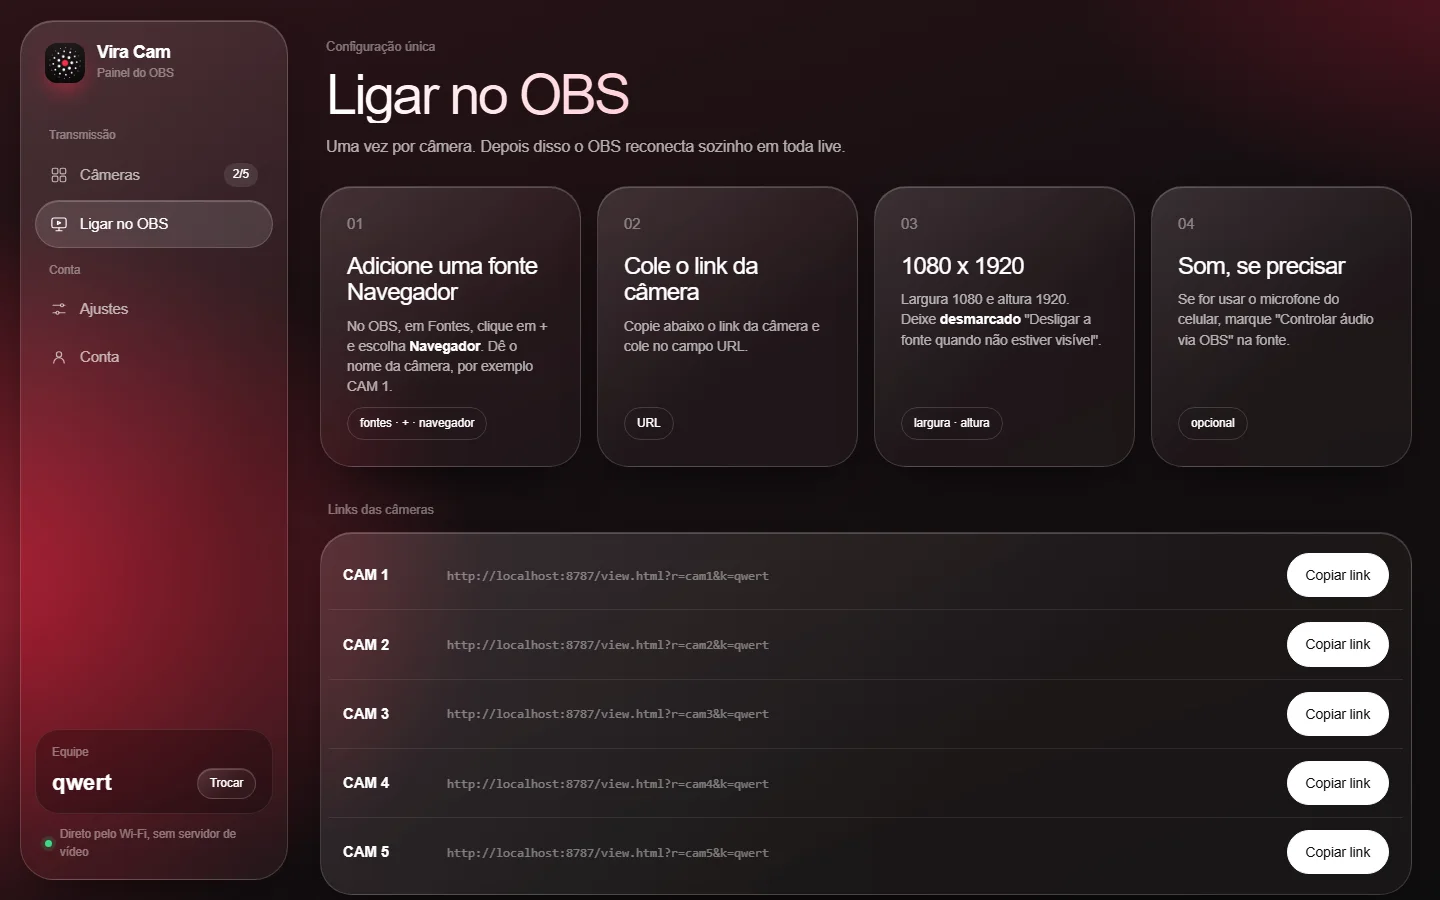 Vira Cam
Painel do OBS
Transmissão
Câmeras
2/5
Ligar no OBS
Conta
Ajustes
Conta
Equipe
qwert
Trocar
Direto pelo Wi-Fi, sem servidor de
vídeo
Configuração única
Ligar no OBS
Uma vez por câmera. Depois disso o OBS reconecta sozinho em toda live.
01
Adicione uma fonte
Navegador
No OBS, em Fontes, clique em +
e escolha Navegador. Dê o
nome da câmera, por exemplo
CAM 1.
fontes · + · navegador
02
Cole o link da
câmera
Copie abaixo o link da câmera e
cole no campo URL.
URL
03
1080 x 1920
Largura 1080 e altura 1920.
Deixe desmarcado "Desligar a
fonte quando não estiver visível".
largura · altura
04
Som, se precisar
Se for usar o microfone do
celular, marque "Controlar áudio
via OBS" na fonte.
opcional
Links das câmeras
CAM 1 http://localhost:8787/view.html?r=cam1&k=qwert Copiar link
CAM 2 http://localhost:8787/view.html?r=cam2&k=qwert Copiar link
CAM 3 http://localhost:8787/view.html?r=cam3&k=qwert Copiar link
CAM 4 http://localhost:8787/view.html?r=cam4&k=qwert Copiar link
CAM 5 http://localhost:8787/view.html?r=cam5&k=qwert Copiar link